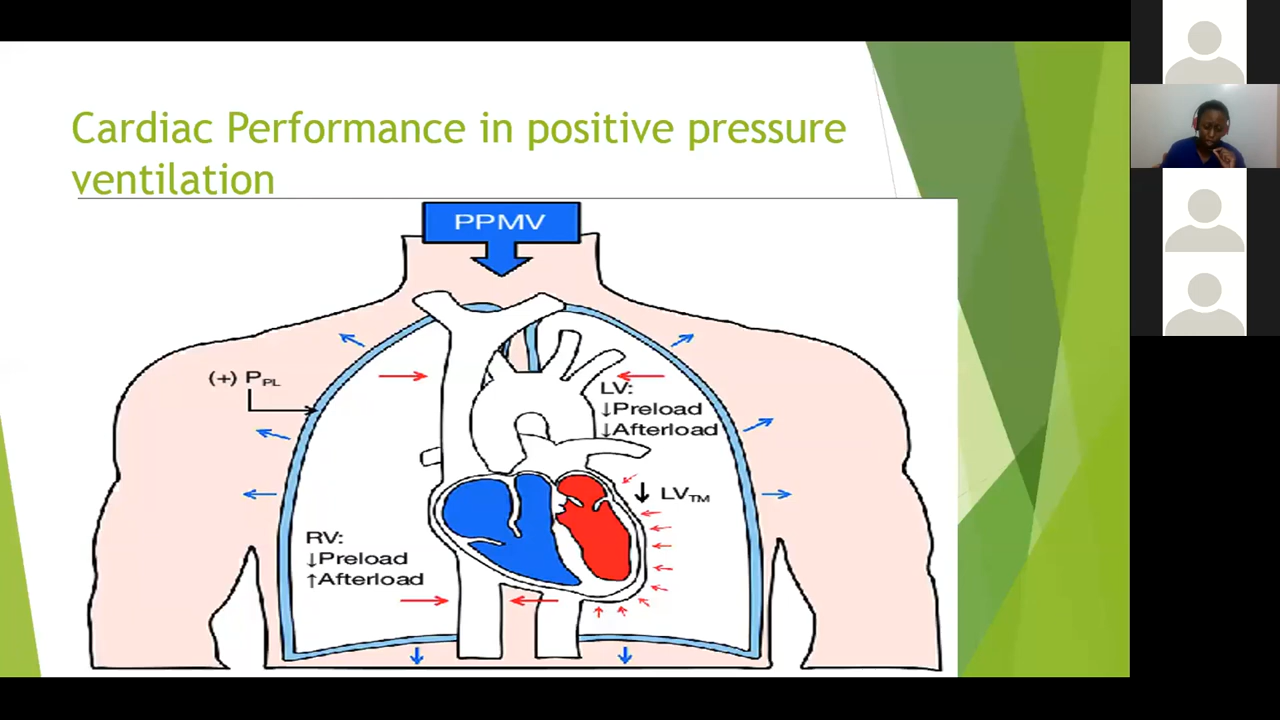 Cardiac Performance in positive pressure
ventilation
PPMV
(+) PPL
LV:
↓Preload
↓Afterload
↓ LVTM
RV:
↓Preload
↑Afterload